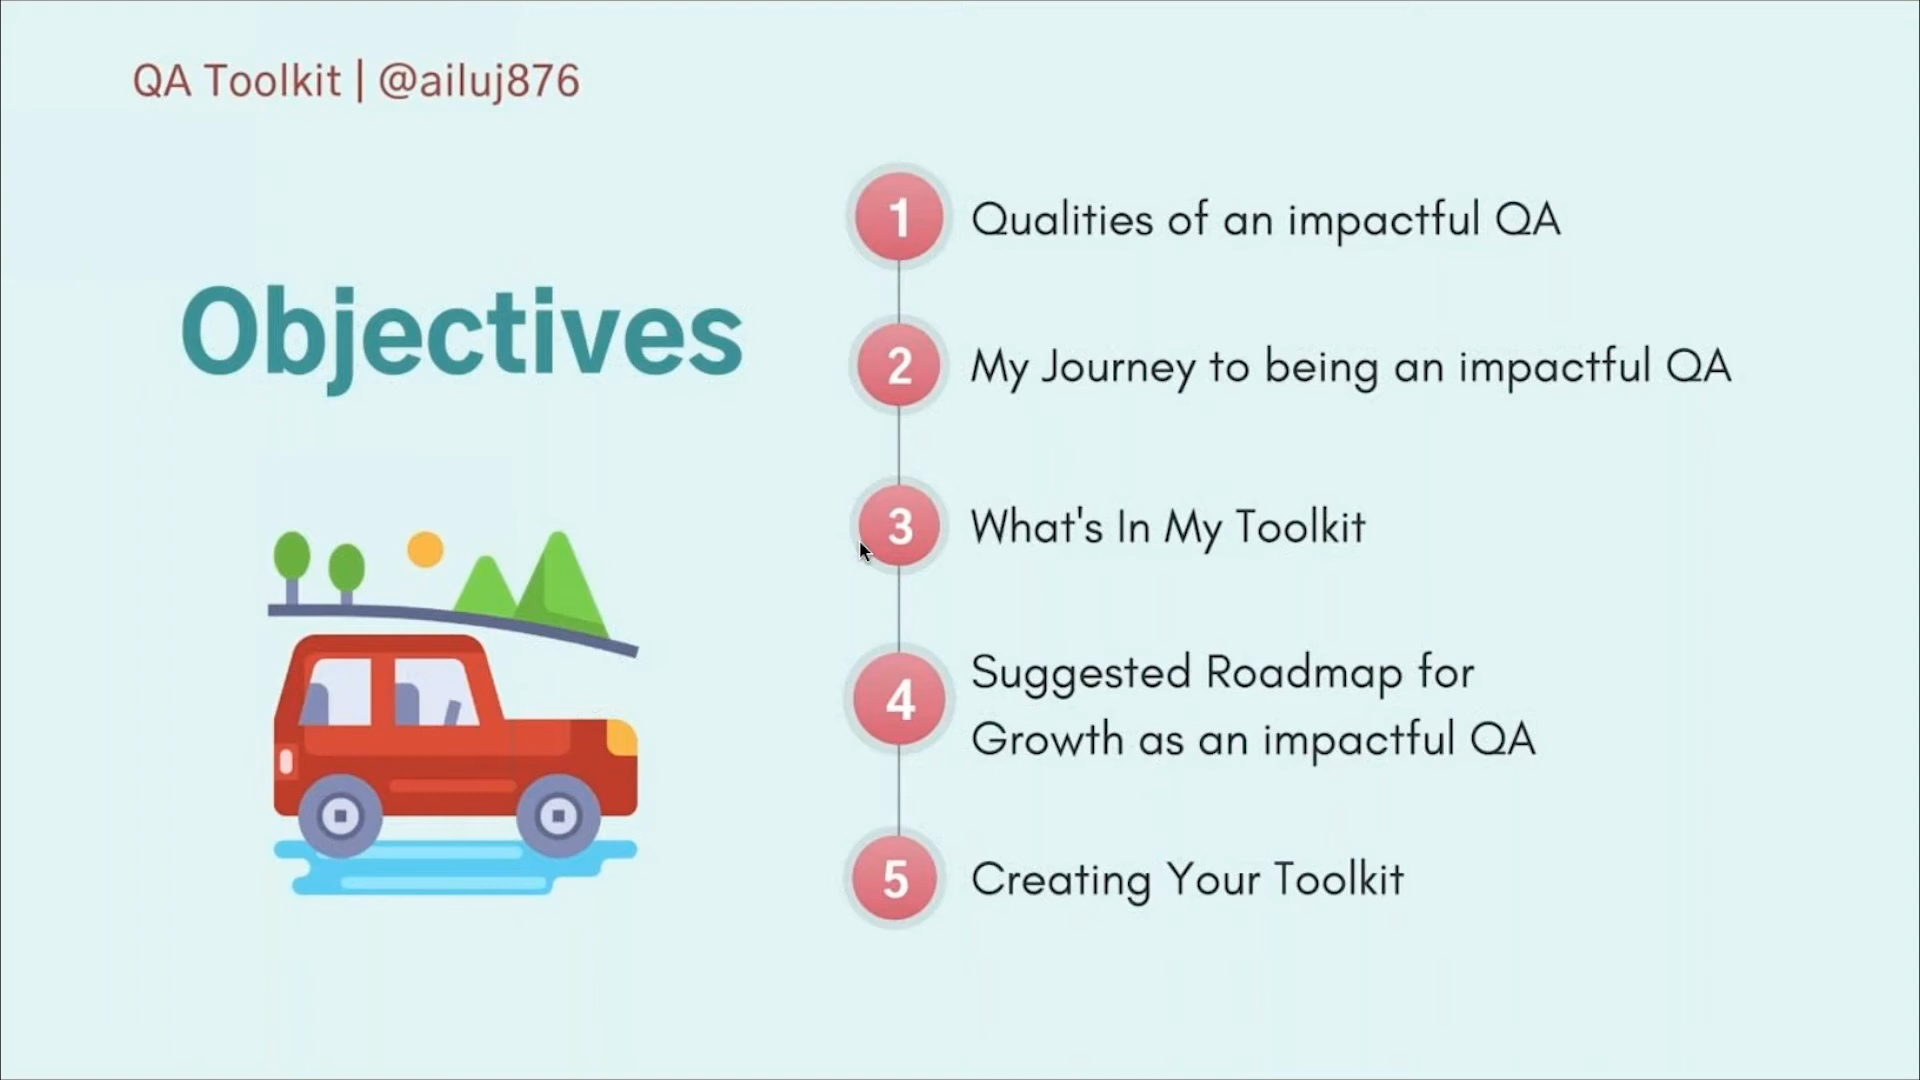 QA Toolkit | @ailuj876
Objectives
1 Qualities of an impactful QA
2 My Journey to being an impactful QA
3 What's In My Toolkit
4 Suggested Roadmap for
Growth as an impactful QA
5 Creating Your Toolkit